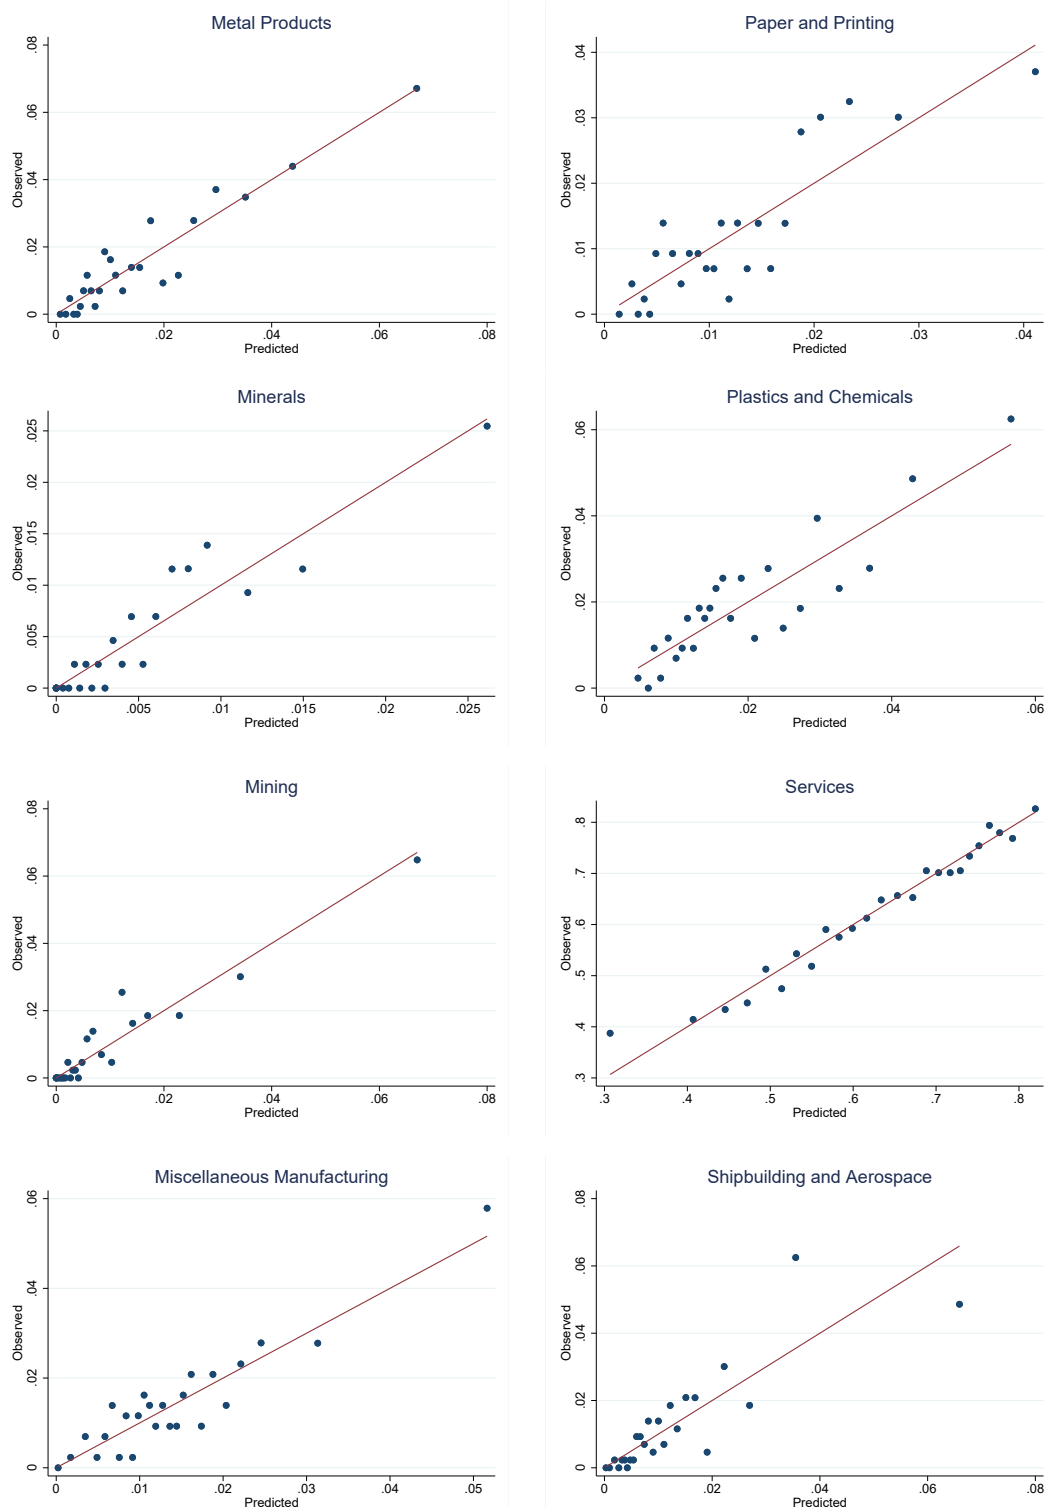 Metal Products
.08
.06
.04
.02
0
Observed
0 .02 .04 .06 .08
Predicted
Paper and Printing
.04
.03
.02
.01
0
Observed
0 .01 .02 .03 .04
Predicted
Minerals
.025
.02
.015
.01
.005
0
Observed
0 .005 .01 .015 .02 .025
Predicted
Plastics and Chemicals
.06
.04
.02
0
Observed
0 .02 .04 .06
Predicted
Mining
.08
.06
.04
.02
0
Observed
0 .02 .04 .06 .08
Predicted
Services
.8
.7
.6
.5
.4
.3
Observed
.3 .4 .5 .6 .7 .8
Predicted
Miscellaneous Manufacturing
.06
.04
.02
0
Observed
0 .01 .02 .03 .04 .05
Predicted
Shipbuilding and Aerospace
.08
.06
.04
.02
0
Observed
0 .02 .04 .06 .08
Predicted